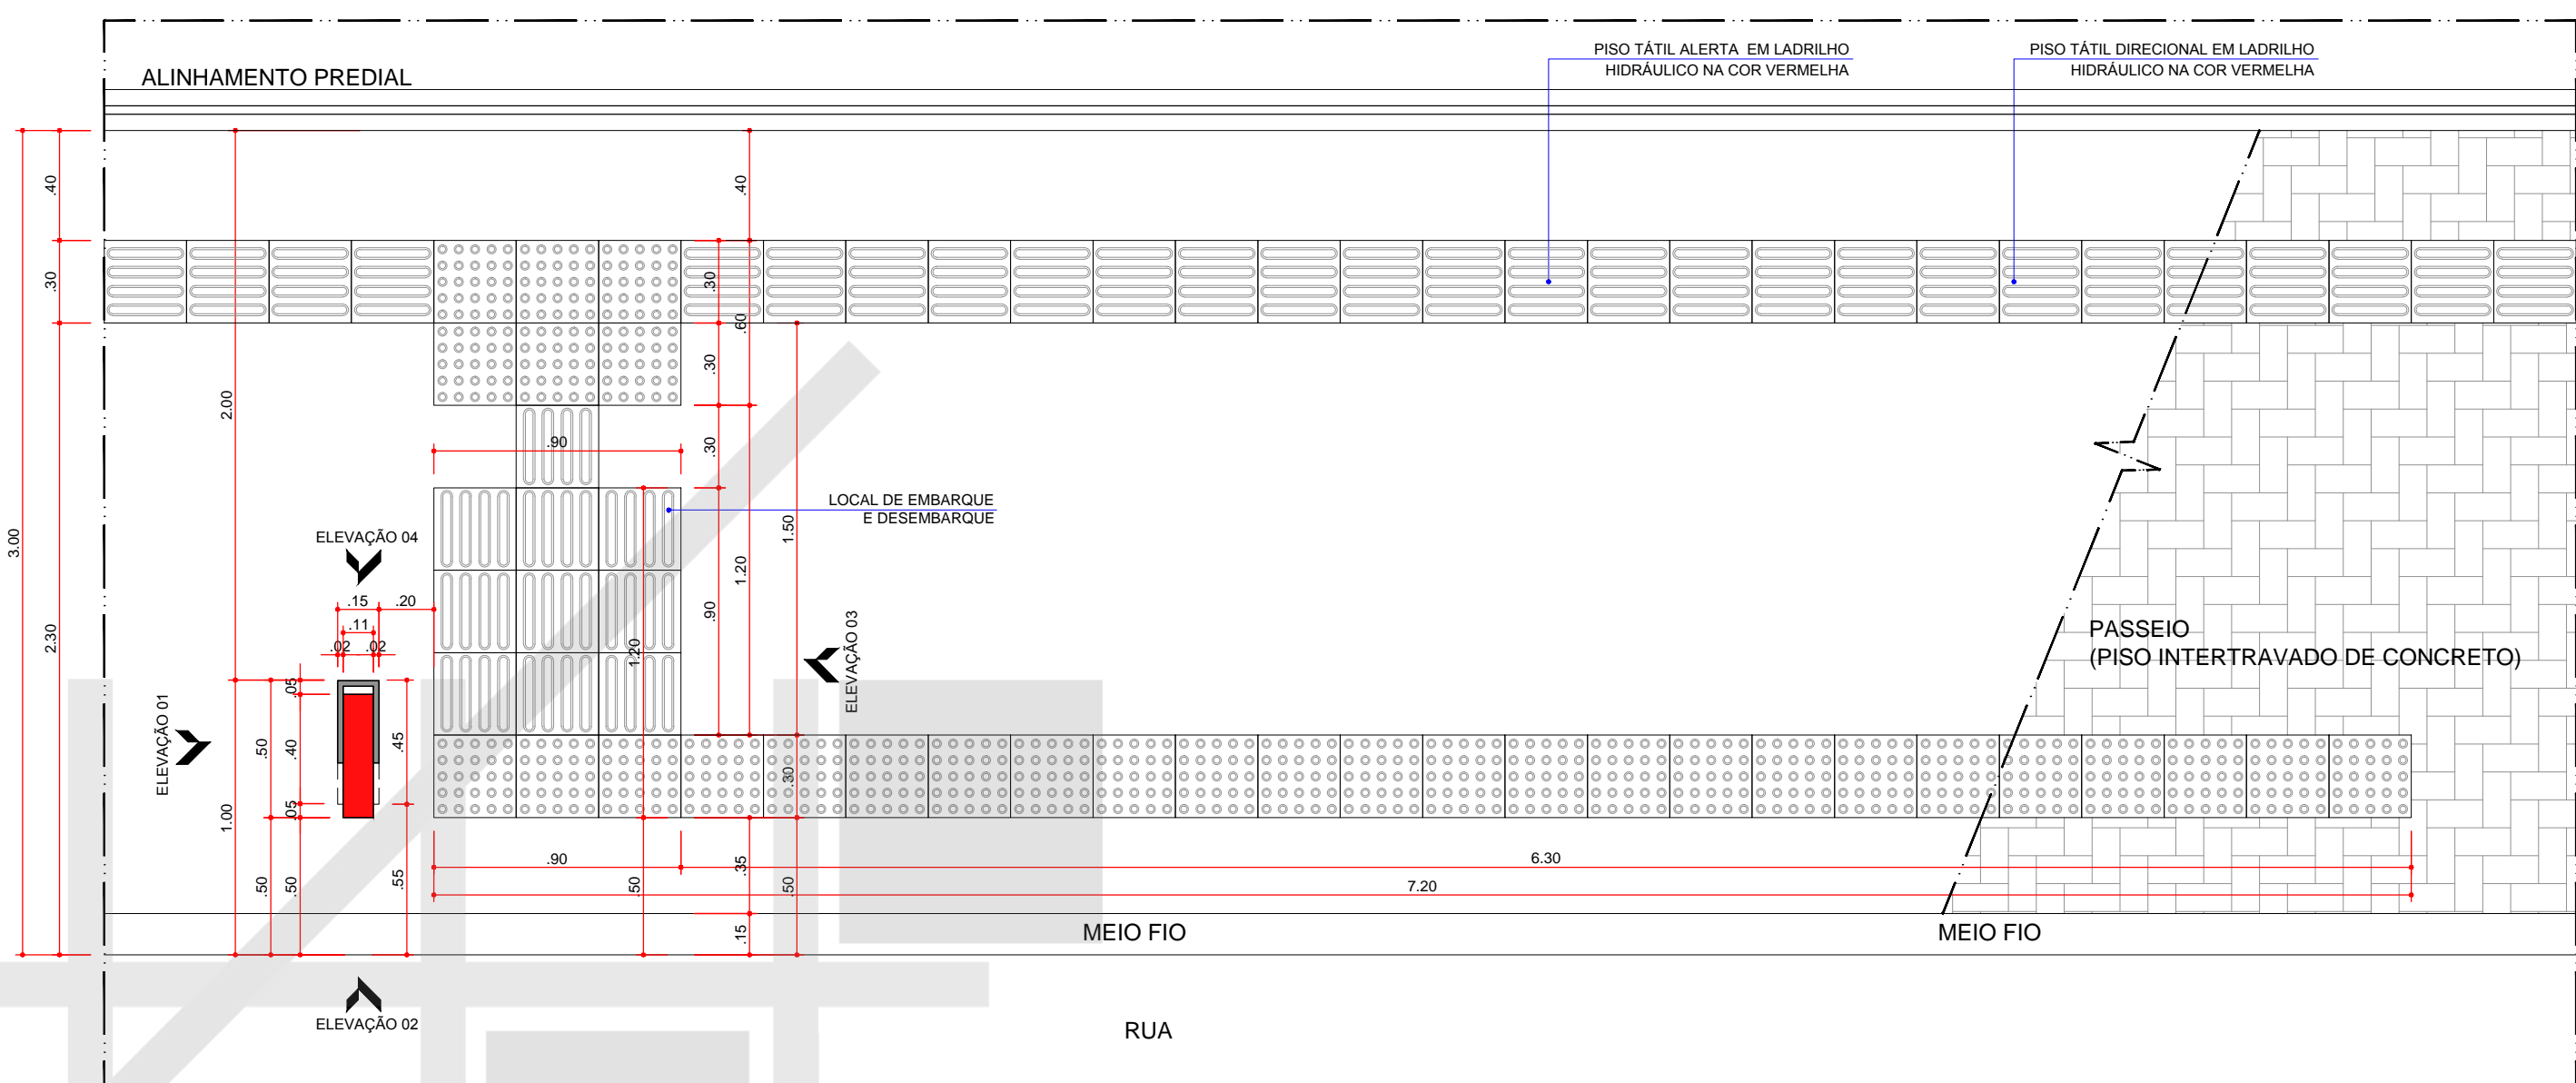 PISO TÁTIL ALERTA EM LADRILHO
HIDRÁULICO NA COR VERMELHA
PISO TÁTIL DIRECIONAL EM LADRILHO
HIDRÁULICO NA COR VERMELHA
ALINHAMENTO PREDIAL
.40
.40
.30
.30
.60
.30
2.00
.90
.30
LOCAL DE EMBARQUE
E DESEMBARQUE
1.50
3.00
ELEVAÇÃO 04
1.20
.15
.20
.90
.11
2.30
.02
.02
1.20
ELEVAÇÃO 03
PASSEIO
(PISO INTERTRAVADO DE CONCRETO)
.05
ELEVAÇÃO 01
.50
.40
.45
.30
.05
1.00
.90
.35
6.30
.50
.50
.55
.50
.50
7.20
.15
MEIO FIO
MEIO FIO
ELEVAÇÃO 02
RUA